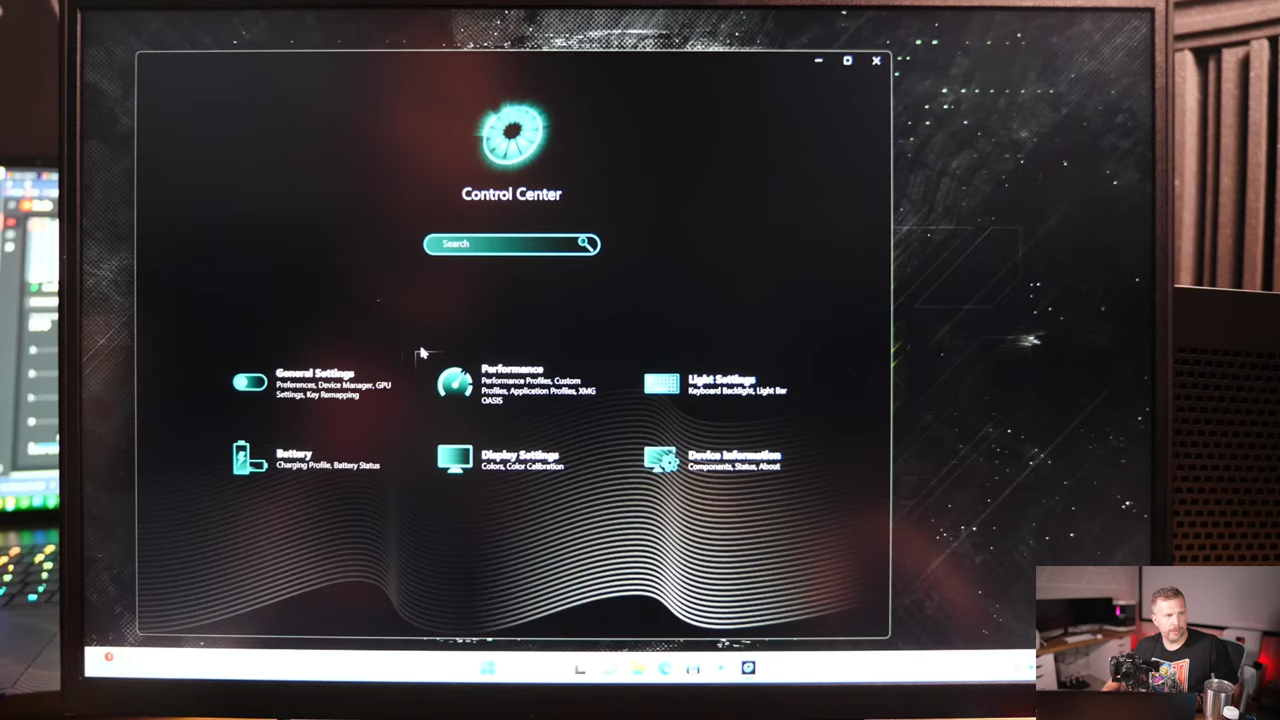 Control Center
Search
General Settings
Preferences, Device Manager, GPU
Settings, Key Remapping
Performance
Performance Profiles, Custom
Profiles, Application Profiles, XMG
OASIS
Light Settings
Keyboard Backlight, Light Bar
Battery
Charging Profile, Battery Status
Display Settings
Colors, Color Calibration
Device Information
Components, Status, About